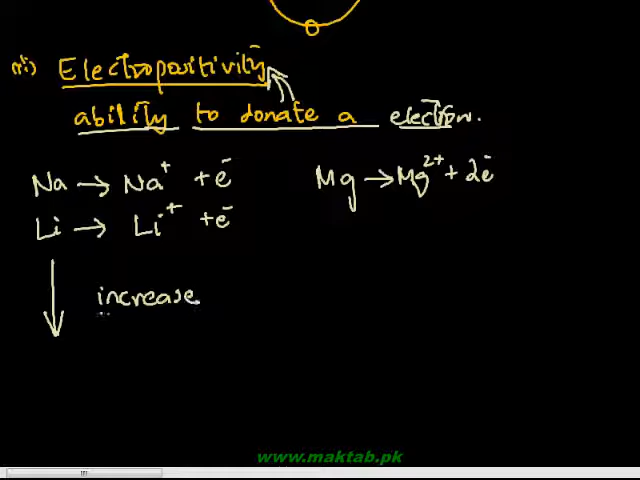 iii) Electropositivity
ability to donate a electron.
Na → Na⁺ + e⁻
Mg → Mg²⁺ + 2e⁻
Li → Li⁺ + e⁻
increase
www.maktab.pk